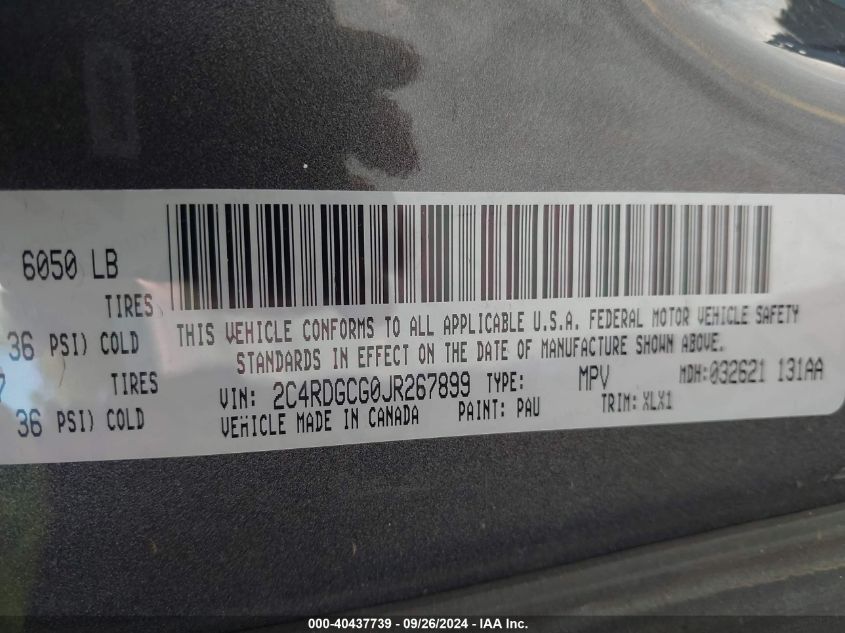 6050 LB
TIRES
36 PSI) COLD
THIS VEHICLE CONFORMS TO ALL APPLICABLE U.S.A. FEDERAL MOTOR VEHICLE SAFETY
STANDARDS IN EFFECT ON THE DATE OF MANUFACTURE SHOWN ABOVE.
7 TIRES
VIN: 2C4RDGCG0JR267899 TYPE: MPV MDH: 032621 131AA
36 PSI) COLD
VEHICLE MADE IN CANADA PAINT: PAU TRIM: XLX1
000-40437739 / 09/26/2024 - IAA Inc.